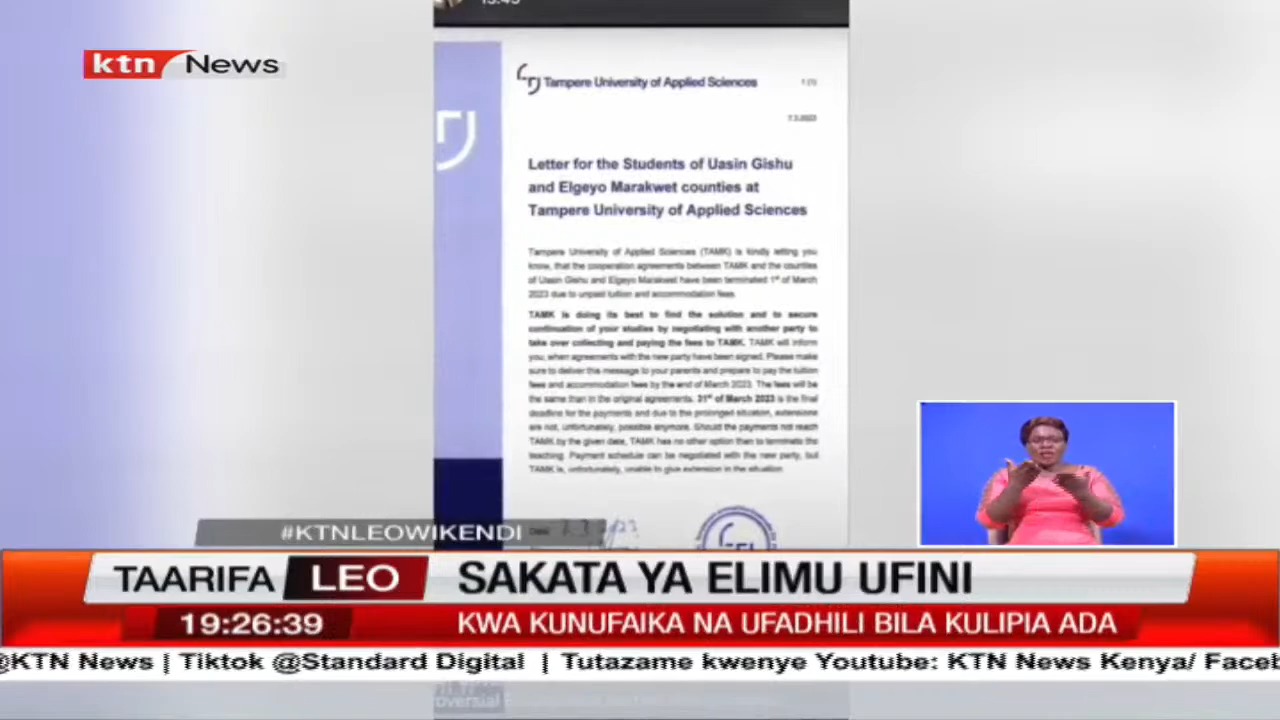 13:45
ktn News
Tampere University of Applied Sciences
1 (1)
7.3.2023
Letter for the Students of Uasin Gishu
and Elgeyo Marakwet counties at
Tampere University of Applied Sciences
Tampere University of Applied Sciences (TAMK) is kindly letting you
know, that the cooperation agreements between TAMK and the counties
of Uasin Gishu and Elgeyo Marakwet have been terminated 1st of March
2023 due to unpaid tuition and accommodation fees.
TAMK is doing its best to find the solution and to secure
continuation of your studies by negotiating with another party to
take over collecting and paying the fees to TAMK. TAMK will inform
you, when agreements with the new party have been signed. Please make
sure to deliver this message to your parents and prepare to pay the tuition
fees and accommodation fees by the end of March 2023. The fees will be
the same than in the original agreements. 31st of March 2023 is the final
deadline for the payments and due to the prolonged situation, extensions
are not, unfortunately, possible anymore. Should the payments not reach
TAMK by the given date, TAMK has no other option than to terminate the
teaching. Payment schedule can be negotiated with the new party, but
TAMK is, unfortunately, unable to give extension in the situation.
#KTNLEOWIKENDI
TAARIFA LEO SAKATA YA ELIMU UFINI
19:26:39 KWA KUNUFAIKA NA UFADHILI BILA KULIPIA ADA
@KTN News | Tiktok @Standard Digital | Tutazame kwenye Youtube: KTN News Kenya/ Faceb